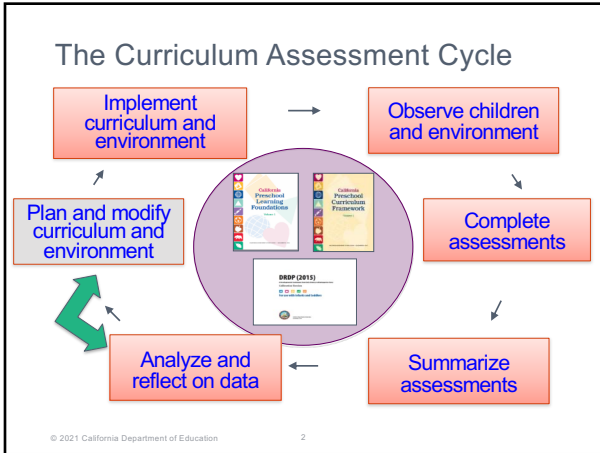 The Curriculum Assessment Cycle
Implement
curriculum and
environment
Observe children
and environment
Plan and modify
curriculum and
environment
Complete
assessments
California
Preschool
Learning
Foundations
California
Preschool
Curriculum
Framework
DRDP (2015)
Analyze and
reflect on data
Summarize
assessments
© 2021 California Department of Education
2